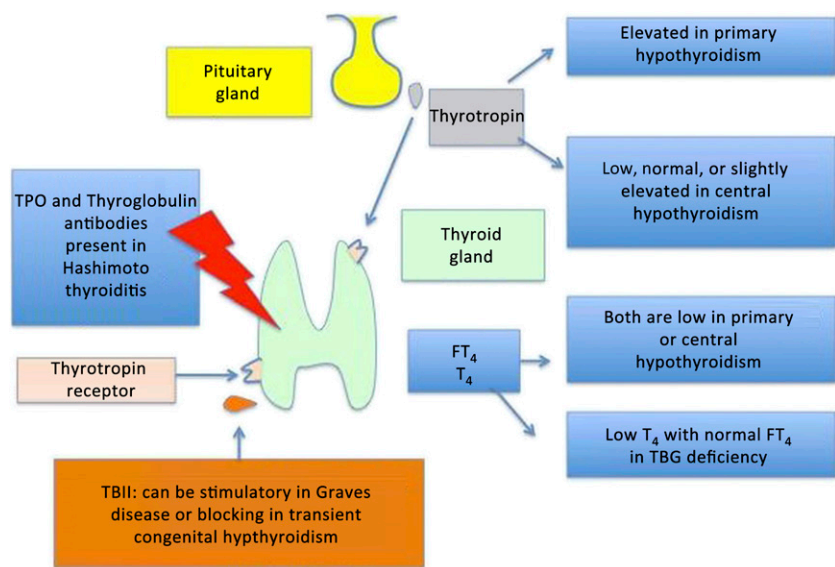 Pituitary
gland
Thyrotropin
Elevated in primary
hypothyroidism
Low, normal, or slightly
elevated in central
hypothyroidism
TPO and Thyroglobulin
antibodies
present in
Hashimoto
thyroiditis
Thyroid
gland
Thyrotropin
receptor
FT₄
T₄
Both are low in primary
or central
hypothyroidism
Low T₄ with normal FT₄
in TBG deficiency
TBII: can be stimulatory in Graves
disease or blocking in transient
congenital hypthyroidism